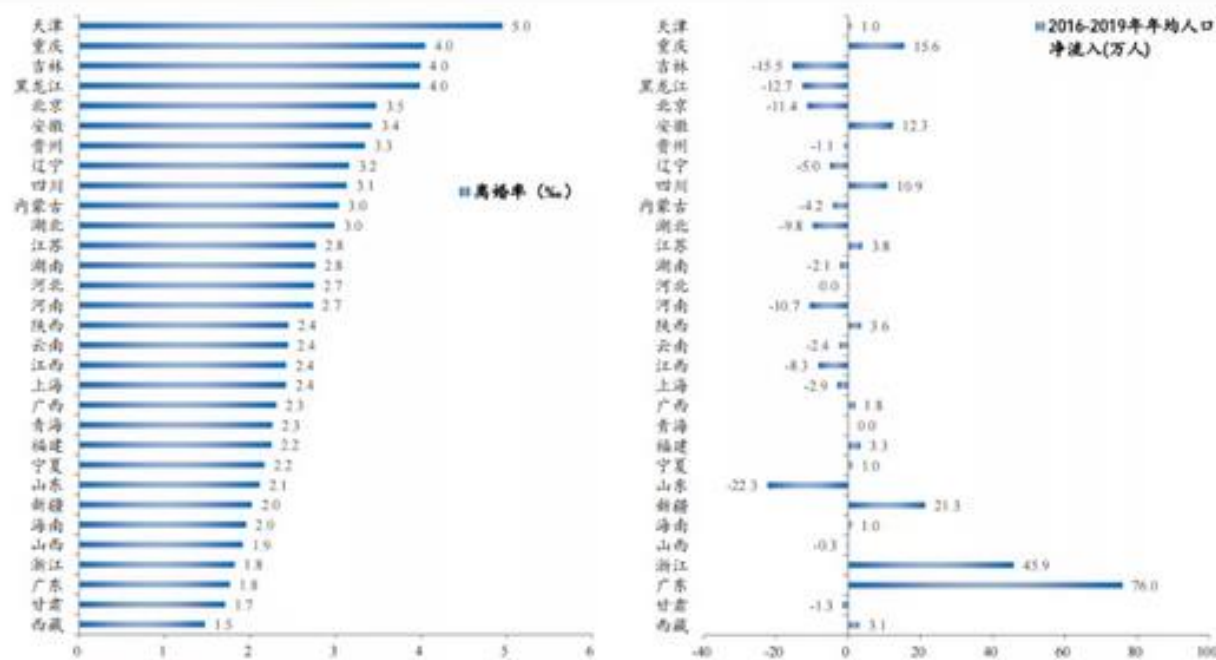 天津 5.0
重庆 4.0
吉林 4.0
黑龙江 4.0
北京 3.5
安徽 3.4
贵州 3.3
辽宁 3.2
四川 3.1
内蒙古 3.0
湖北 3.0
江苏 2.8
湖南 2.8
河北 2.7
河南 2.7
陕西 2.4
云南 2.4
江西 2.4
上海 2.4
广西 2.3
青海 2.3
福建 2.2
宁夏 2.2
山东 2.1
新疆 2.0
海南 2.0
山西 1.9
浙江 1.8
广东 1.8
甘肃 1.7
西藏 1.5
0 1 2 3 4 5 6
离婚率（‰）
天津 1.0
重庆 15.6
吉林 -15.5
黑龙江 -12.7
北京 -11.4
安徽 12.3
贵州 -1.1
辽宁 -5.0
四川 10.9
内蒙古 -4.2
湖北 -9.8
江苏 3.8
湖南 -2.1
河北 0.0
河南 -10.7
陕西 3.6
云南 -2.4
江西 -8.3
上海 -2.9
广西 1.8
青海 0.0
福建 3.3
宁夏 1.0
山东 -22.3
新疆 21.3
海南 1.0
山西 -0.3
浙江 45.9
广东 76.0
甘肃 -1.3
西藏 3.1
-40 -20 0 20 40 60 80 100
2016-2019年年均人口
净流入(万人)